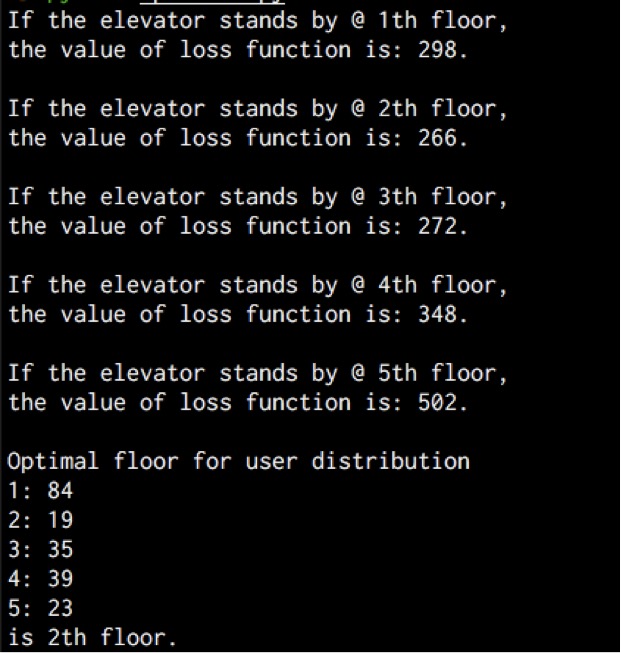 If the elevator stands by @ 1th floor,
the value of loss function is: 298.
If the elevator stands by @ 2th floor,
the value of loss function is: 266.
If the elevator stands by @ 3th floor,
the value of loss function is: 272.
If the elevator stands by @ 4th floor,
the value of loss function is: 348.
If the elevator stands by @ 5th floor,
the value of loss function is: 502.
Optimal floor for user distribution
1: 84
2: 19
3: 35
4: 39
5: 23
is 2th floor.